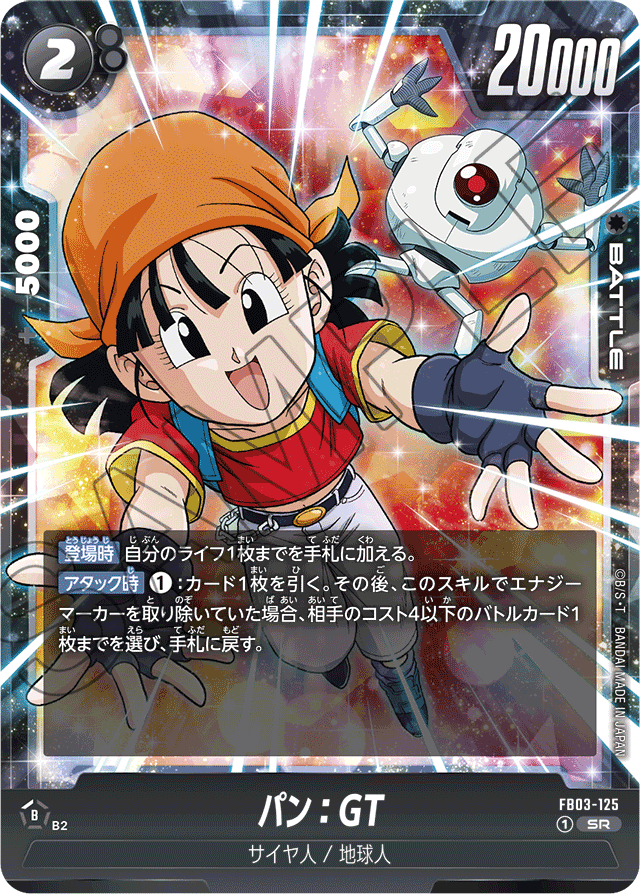 2
20000
5000
BATTLE
SAMPLE
登場時 自分のライフ1枚までを手札に加える。
アタック時 ①:カード1枚を引く。その後、このスキルでエナジー
マーカーを取り除いていた場合、相手のコスト4以下のバトルカード1
枚までを選び、手札に戻す。
©B/S・T BANDAI MADE IN JAPAN
パン:GT
FB03-125
B
B2
① SR
サイヤ人 / 地球人